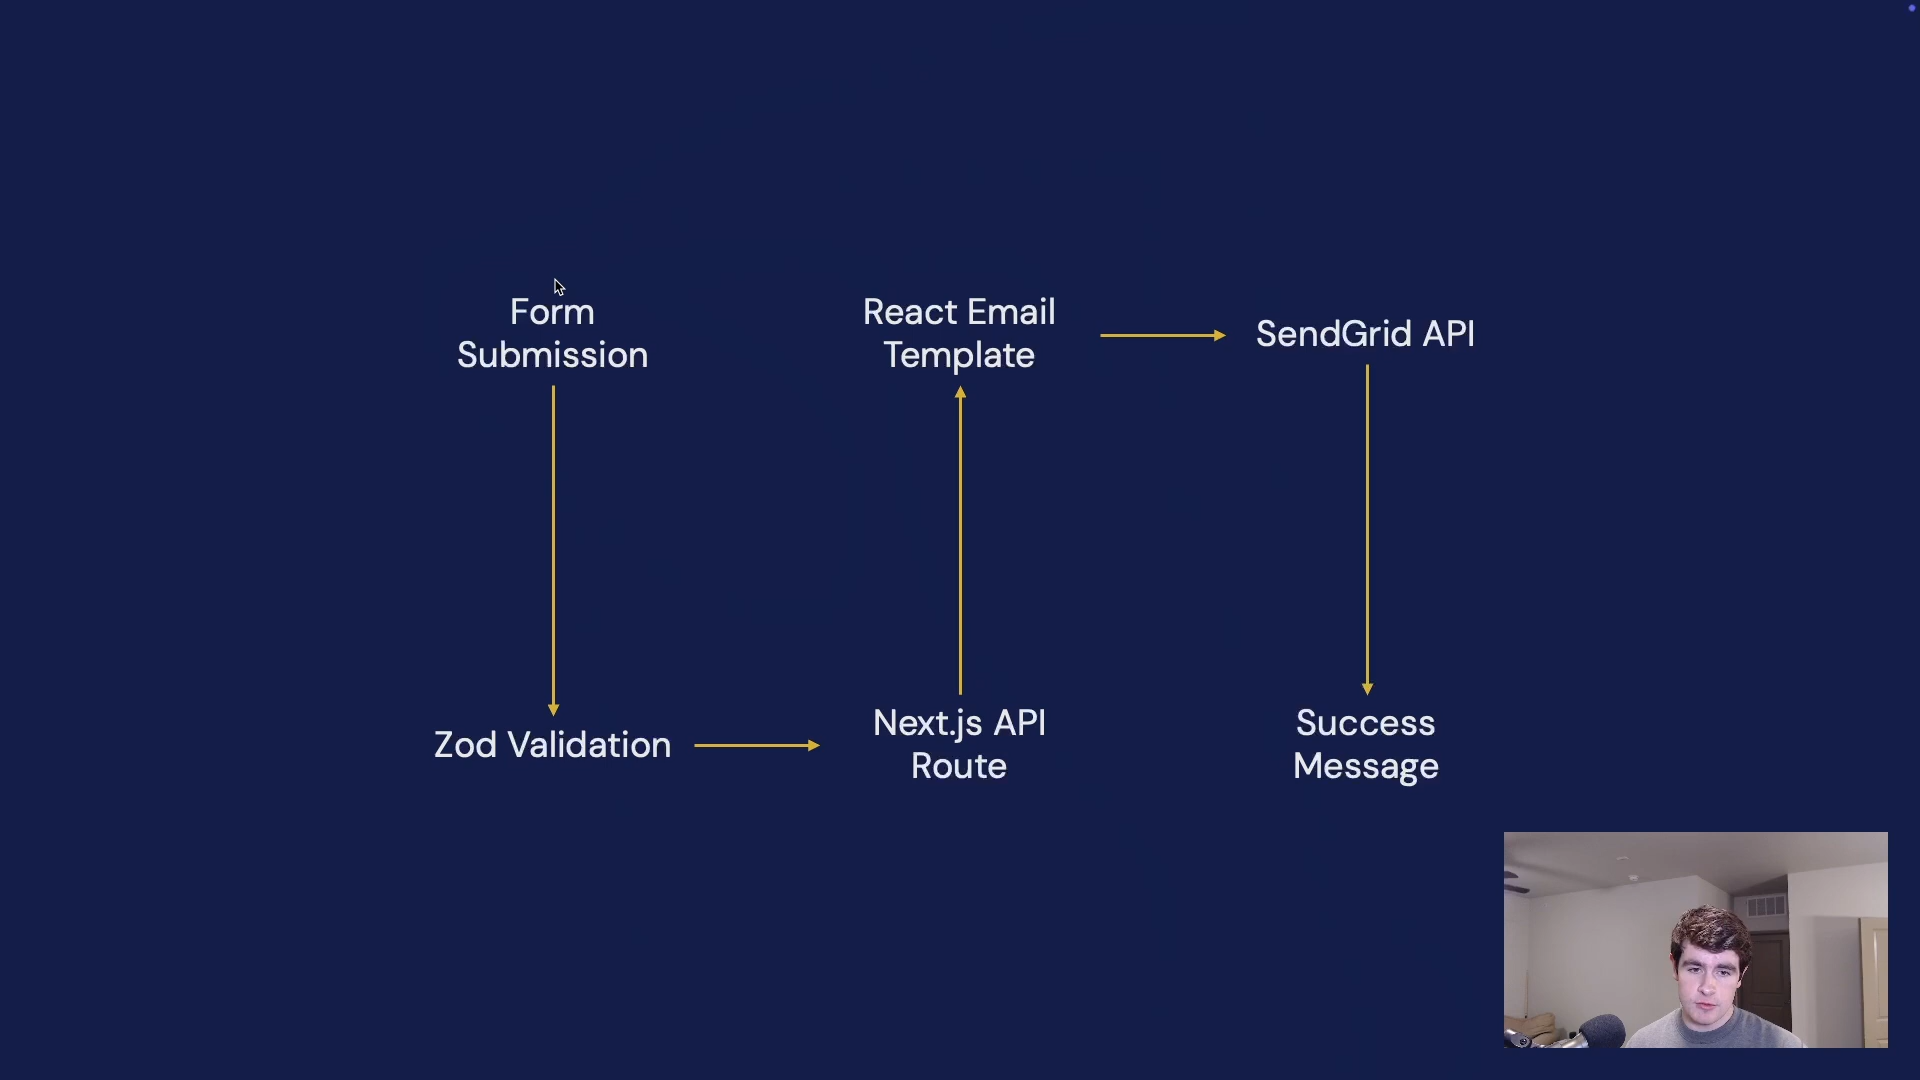 Form
Submission
React Email
Template
SendGrid API
Zod Validation
Next.js API
Route
Success
Message